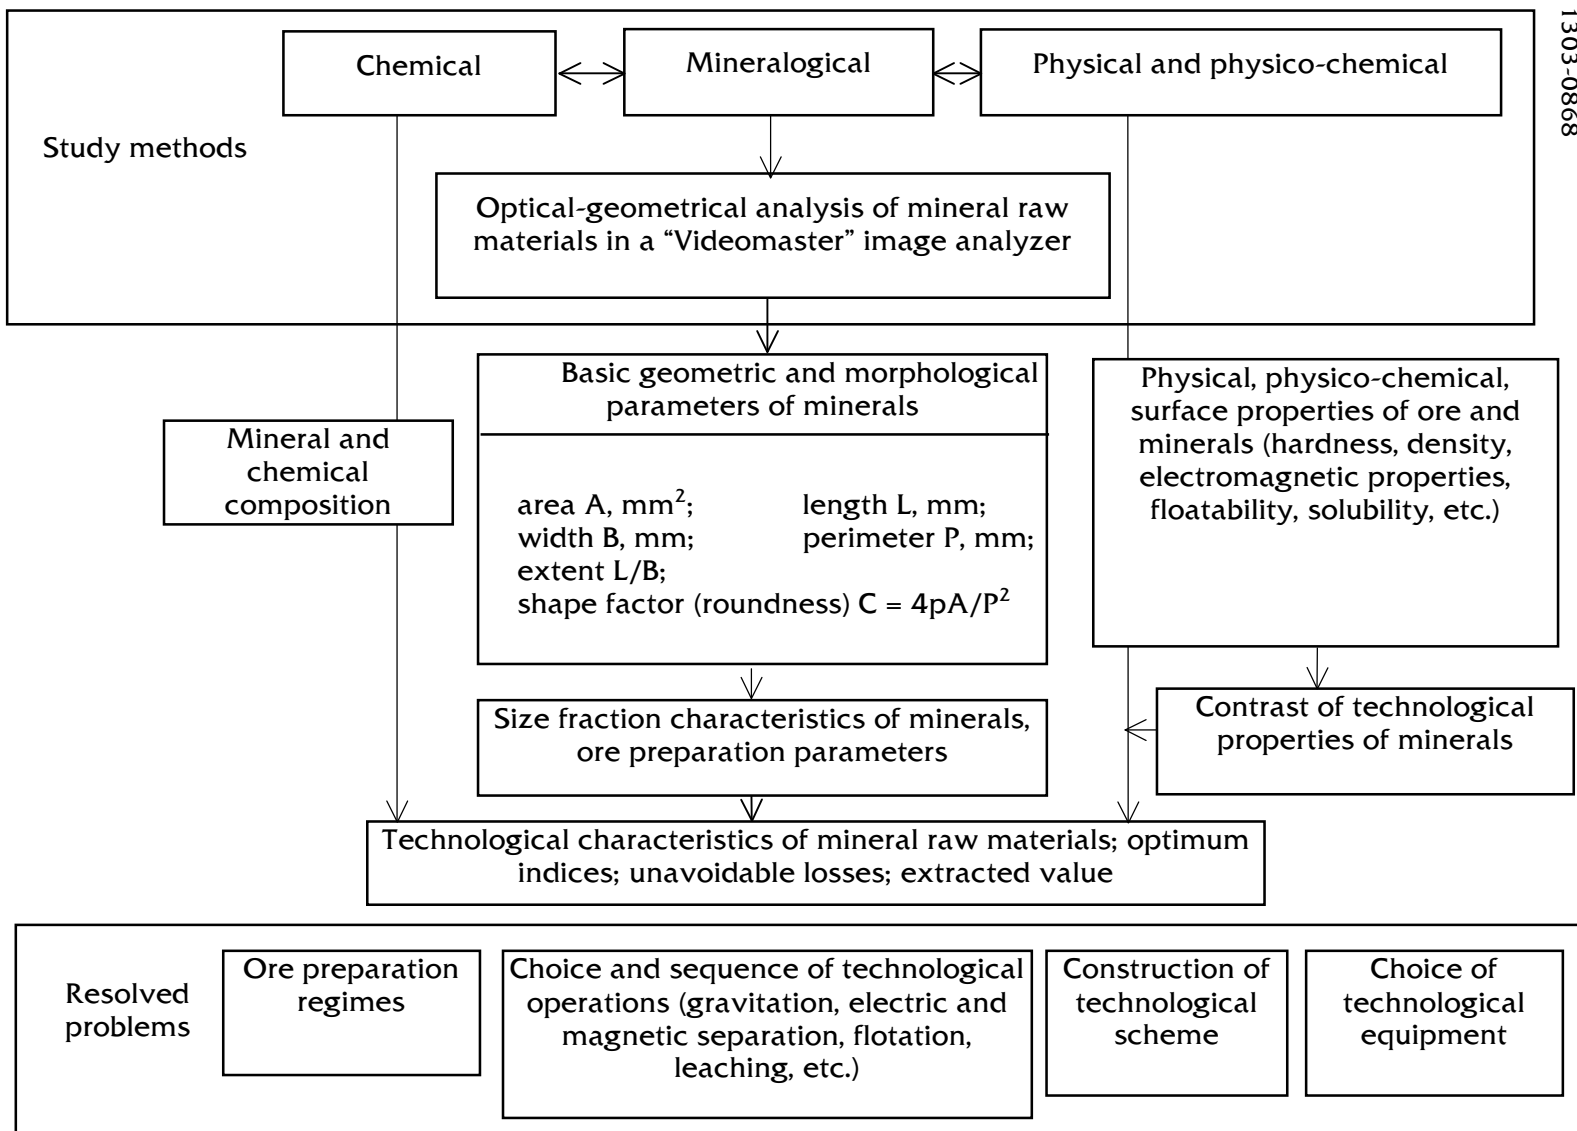 1303-0868
Chemical
Mineralogical
Physical and physico-chemical
Study methods
Optical-geometrical analysis of mineral raw
materials in a “Videomaster” image analyzer
Basic geometric and morphological
parameters of minerals
area A, mm²; length L, mm;
width B, mm; perimeter P, mm;
extent L/B;
shape factor (roundness) C = 4pA/P²
Mineral and
chemical
composition
Physical, physico-chemical,
surface properties of ore and
minerals (hardness, density,
electromagnetic properties,
floatability, solubility, etc.)
Size fraction characteristics of minerals,
ore preparation parameters
Contrast of technological
properties of minerals
Technological characteristics of mineral raw materials; optimum
indices; unavoidable losses; extracted value
Resolved
problems
Ore preparation
regimes
Choice and sequence of technological
operations (gravitation, electric and
magnetic separation, flotation,
leaching, etc.)
Construction of
technological
scheme
Choice of
technological
equipment